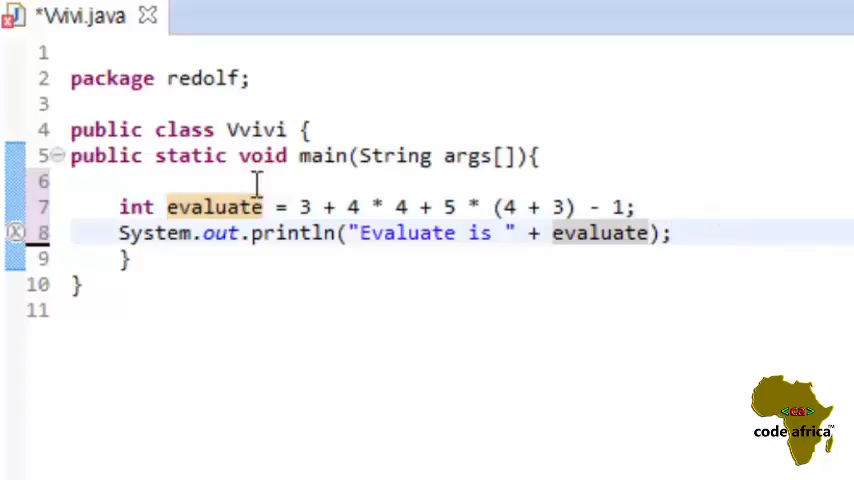 *Vvivi.java
1
2 package redolf;
3
4 public class Vvivi {
5 public static void main(String args[]){
6
7 int evaluate = 3 + 4 * 4 + 5 * (4 + 3) - 1;
8 System.out.println("Evaluate is " + evaluate);
9 }
10 }
11
<CA>
code africa™